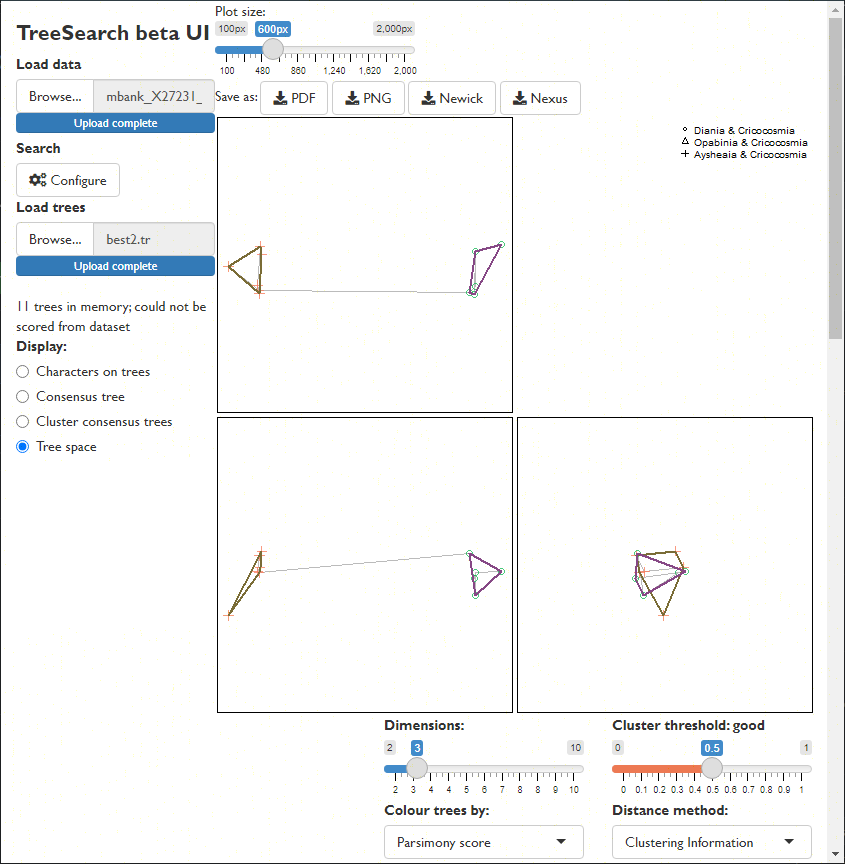 TreeSearch beta UI
Load data
Browse... mbank_X27231_
Upload complete
Search
Configure
Load trees
Browse... best2.tr
Upload complete
11 trees in memory; could not be
scored from dataset
Display:
Characters on trees
Consensus tree
Cluster consensus trees
Tree space
Plot size:
100px 600px 2,000px
100 480 860 1,240 1,620 2,000
Save as: PDF PNG Newick Nexus
Diania & Cricocosmia
Opabinia & Cricocosmia
Aysheaia & Cricocosmia
Dimensions:
2 3 10
2 3 4 5 6 7 8 8 9 10
Colour trees by:
Parsimony score
Cluster threshold: good
0 0.5 1
0 0.1 0.2 0.3 0.4 0.5 0.6 0.7 0.8 0.9 1
Distance method:
Clustering Information